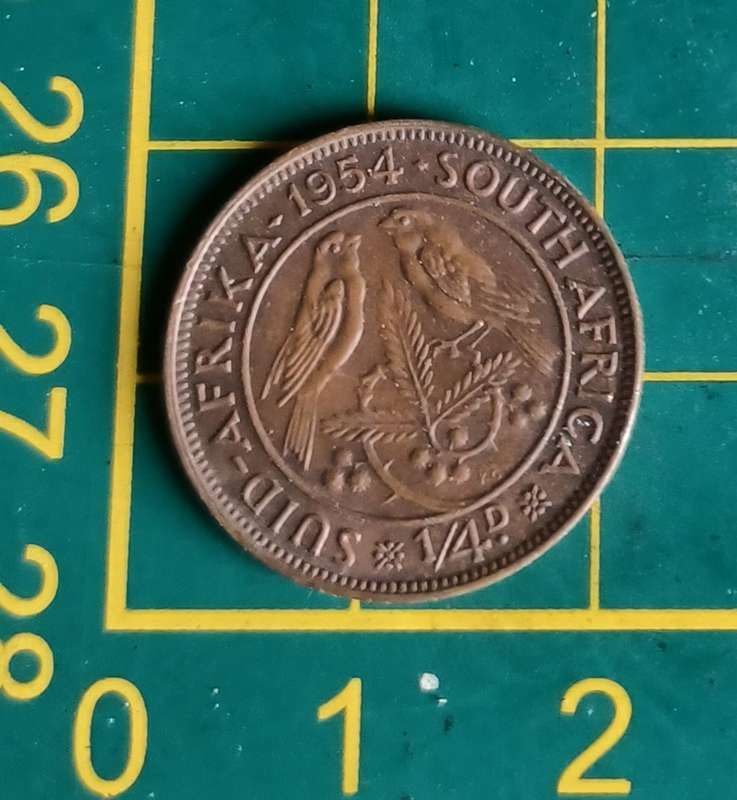 SUID-AFRIKA·1954·SOUTH AFRICA
1/4D.
26
27
28
0 1 2